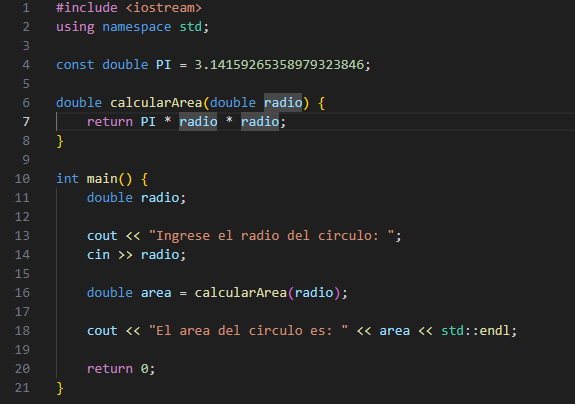 1 #include <iostream>
2 using namespace std;
3
4 const double PI = 3.14159265358979323846;
5
6 double calcularArea(double radio) {
7     return PI * radio * radio;
8 }
9
10 int main() {
11     double radio;
12
13     cout << "Ingrese el radio del circulo: ";
14     cin >> radio;
15
16     double area = calcularArea(radio);
17
18     cout << "El area del circulo es: " << area << std::endl;
19
20     return 0;
21 }